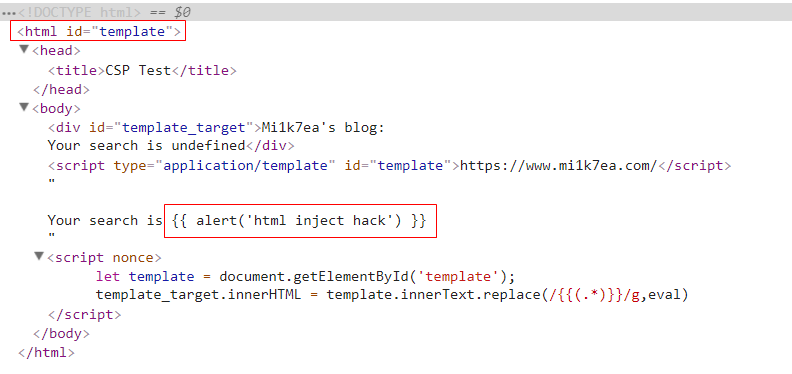 …<!DOCTYPE html> == $0
<html id="template">
▼<head>
<title>CSP Test</title>
</head>
▼<body>
<div id="template_target">Mi1k7ea's blog:
Your search is undefined</div>
<script type="application/template" id="template">https://www.mi1k7ea.com/</script>
"
Your search is {{ alert('html inject hack') }}
"
▼<script nonce>
let template = document.getElementById('template');
template_target.innerHTML = template.innerText.replace(/{{(.*)}}/g,eval)
</script>
</body>
</html>